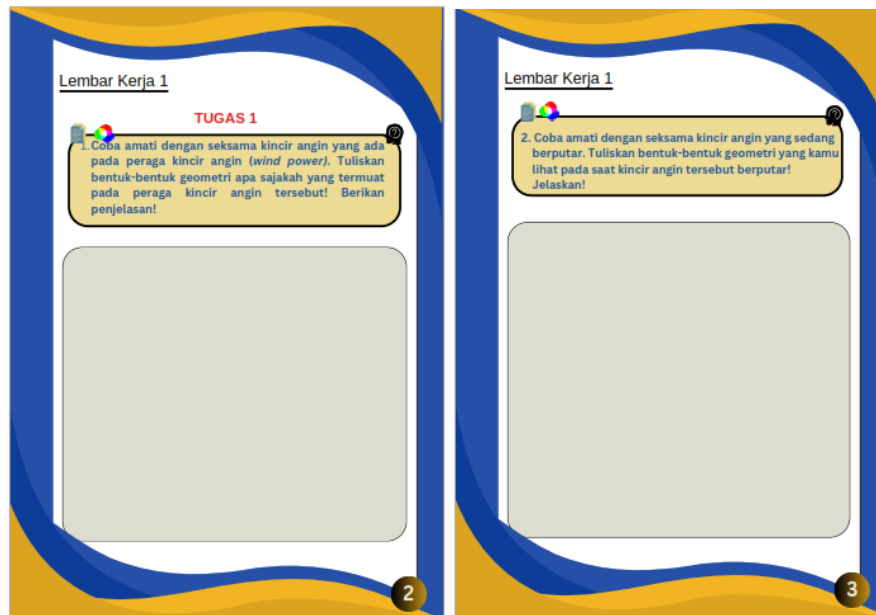 Lembar Kerja 1
TUGAS 1
1. Coba amati dengan seksama kincir angin yang ada
pada peraga kincir angin (wind power). Tuliskan
bentuk-bentuk geometri apa sajakah yang termuat
pada peraga kincir angin tersebut! Berikan
penjelasan!
2
Lembar Kerja 1
2. Coba amati dengan seksama kincir angin yang sedang
berputar. Tuliskan bentuk-bentuk geometri yang kamu
lihat pada saat kincir angin tersebut berputar!
Jelaskan!
3